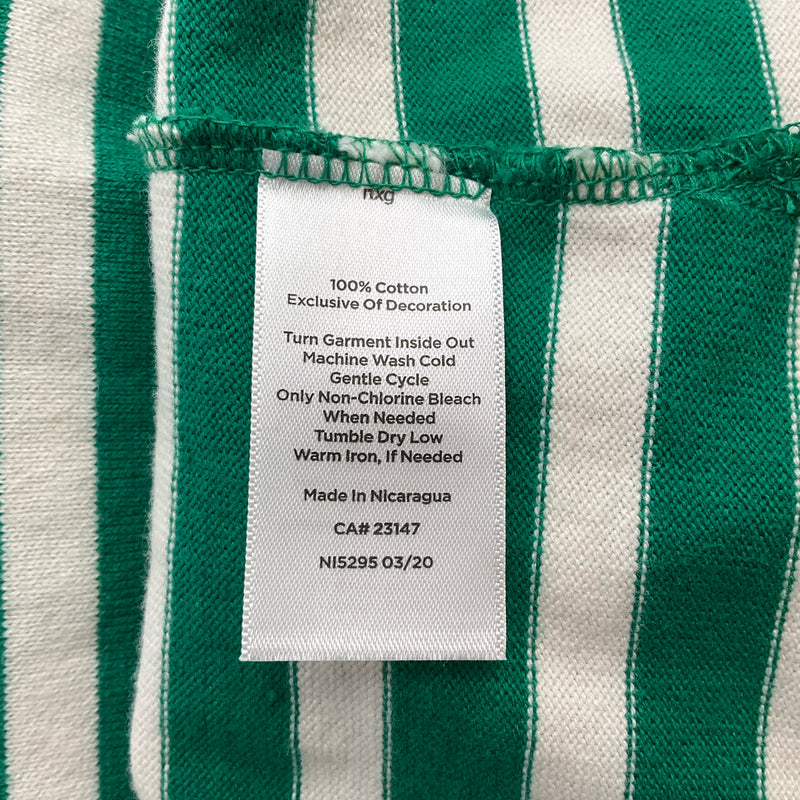 nxg
100% Cotton
Exclusive Of Decoration
Turn Garment Inside Out
Machine Wash Cold
Gentle Cycle
Only Non-Chlorine Bleach
When Needed
Tumble Dry Low
Warm Iron, If Needed
Made In Nicaragua
CA# 23147
NI5295 03/20